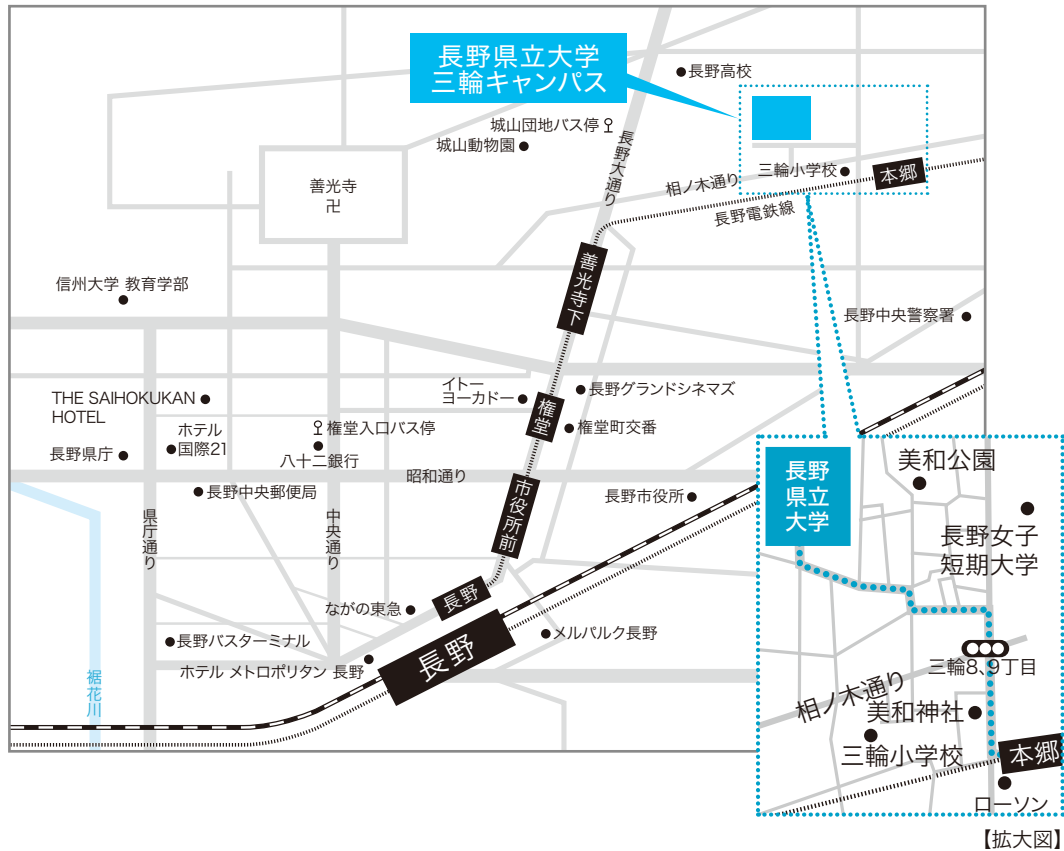 長野県立大学
三輪キャンパス
長野高校
城山団地バス停
城山動物園
長野大通り
善光寺
卍
三輪小学校
本郷
相ノ木通り
長野電鉄線
善光寺下
信州大学 教育学部
長野中央警察署
イトー
ヨーカドー
長野グランドシネマズ
THE SAIHOKUKAN
HOTEL
権堂
権堂町交番
ホテル
国際21
権堂入口バス停
八十二銀行
長野県庁
昭和通り
長野中央郵便局
市役所前
長野市役所
県庁通り
中央通り
長野
ながの東急
長野バスターミナル
ホテル メトロポリタン 長野
長野
メルパルク長野
裾花川
長野
県立
大学
美和公園
長野女子
短期大学
三輪8、9丁目
相ノ木通り
美和神社
三輪小学校
本郷
ローソン
【拡大図】